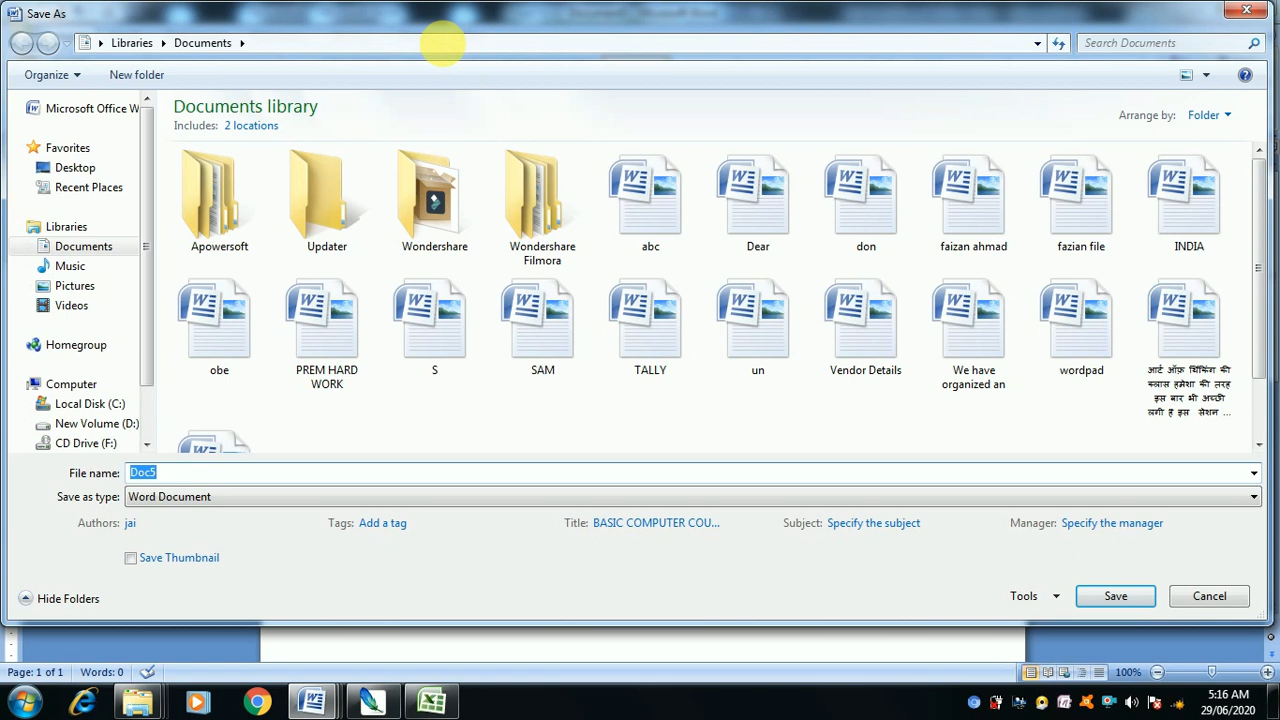 Save As
Libraries
Documents
Search Documents
Organize
New folder
Microsoft Office W
Favorites
Desktop
Recent Places
Libraries
Documents
Music
Pictures
Videos
Homegroup
Computer
Local Disk (C:)
New Volume (D:)
CD Drive (F:)
Documents library
Includes: 2 locations
Arrange by: Folder
Apowersoft
Updater
Wondershare
Wondershare
Filmora
abc
Dear
don
faizan ahmad
fazian file
INDIA
obe
PREM HARD
WORK
S
SAM
TALLY
un
Vendor Details
We have
organized an
wordpad
आर्ट ऑफ़ थिंकिंग की
क्लास हमेशा की तरह
इस बार भी अच्छी
लगी है इस सेशन ...
File name: Doc5
Save as type: Word Document
Authors: jai
Tags: Add a tag
Title: BASIC COMPUTER COU...
Subject: Specify the subject
Manager: Specify the manager
Save Thumbnail
Hide Folders
Tools
Save
Cancel
Page: 1 of 1
Words: 0
100%
5:16 AM
29/06/2020